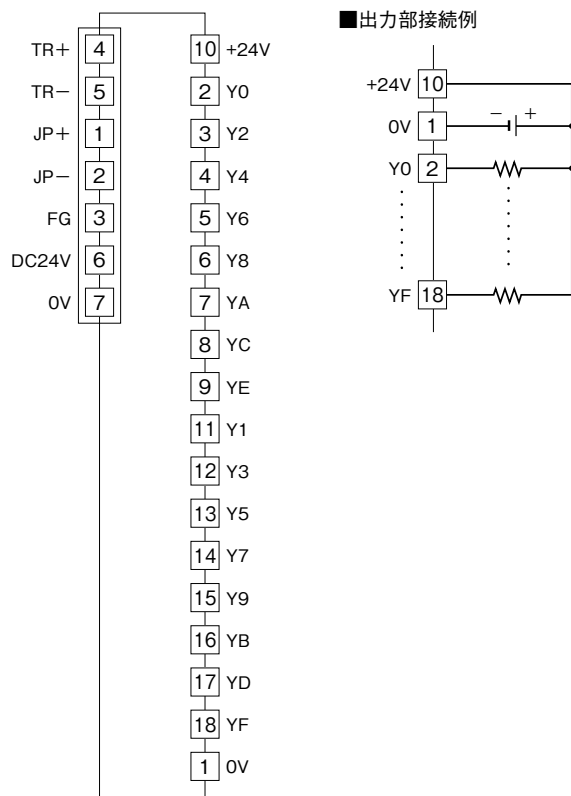 TR+ 4
TR− 5
JP+ 1
JP− 2
FG 3
DC24V 6
0V 7
10 +24V
2 Y0
3 Y2
4 Y4
5 Y6
6 Y8
7 YA
8 YC
9 YE
11 Y1
12 Y3
13 Y5
14 Y7
15 Y9
16 YB
17 YD
18 YF
1 0V
■出力部接続例
+24V 10
0V 1 − +
Y0 2
YF 18